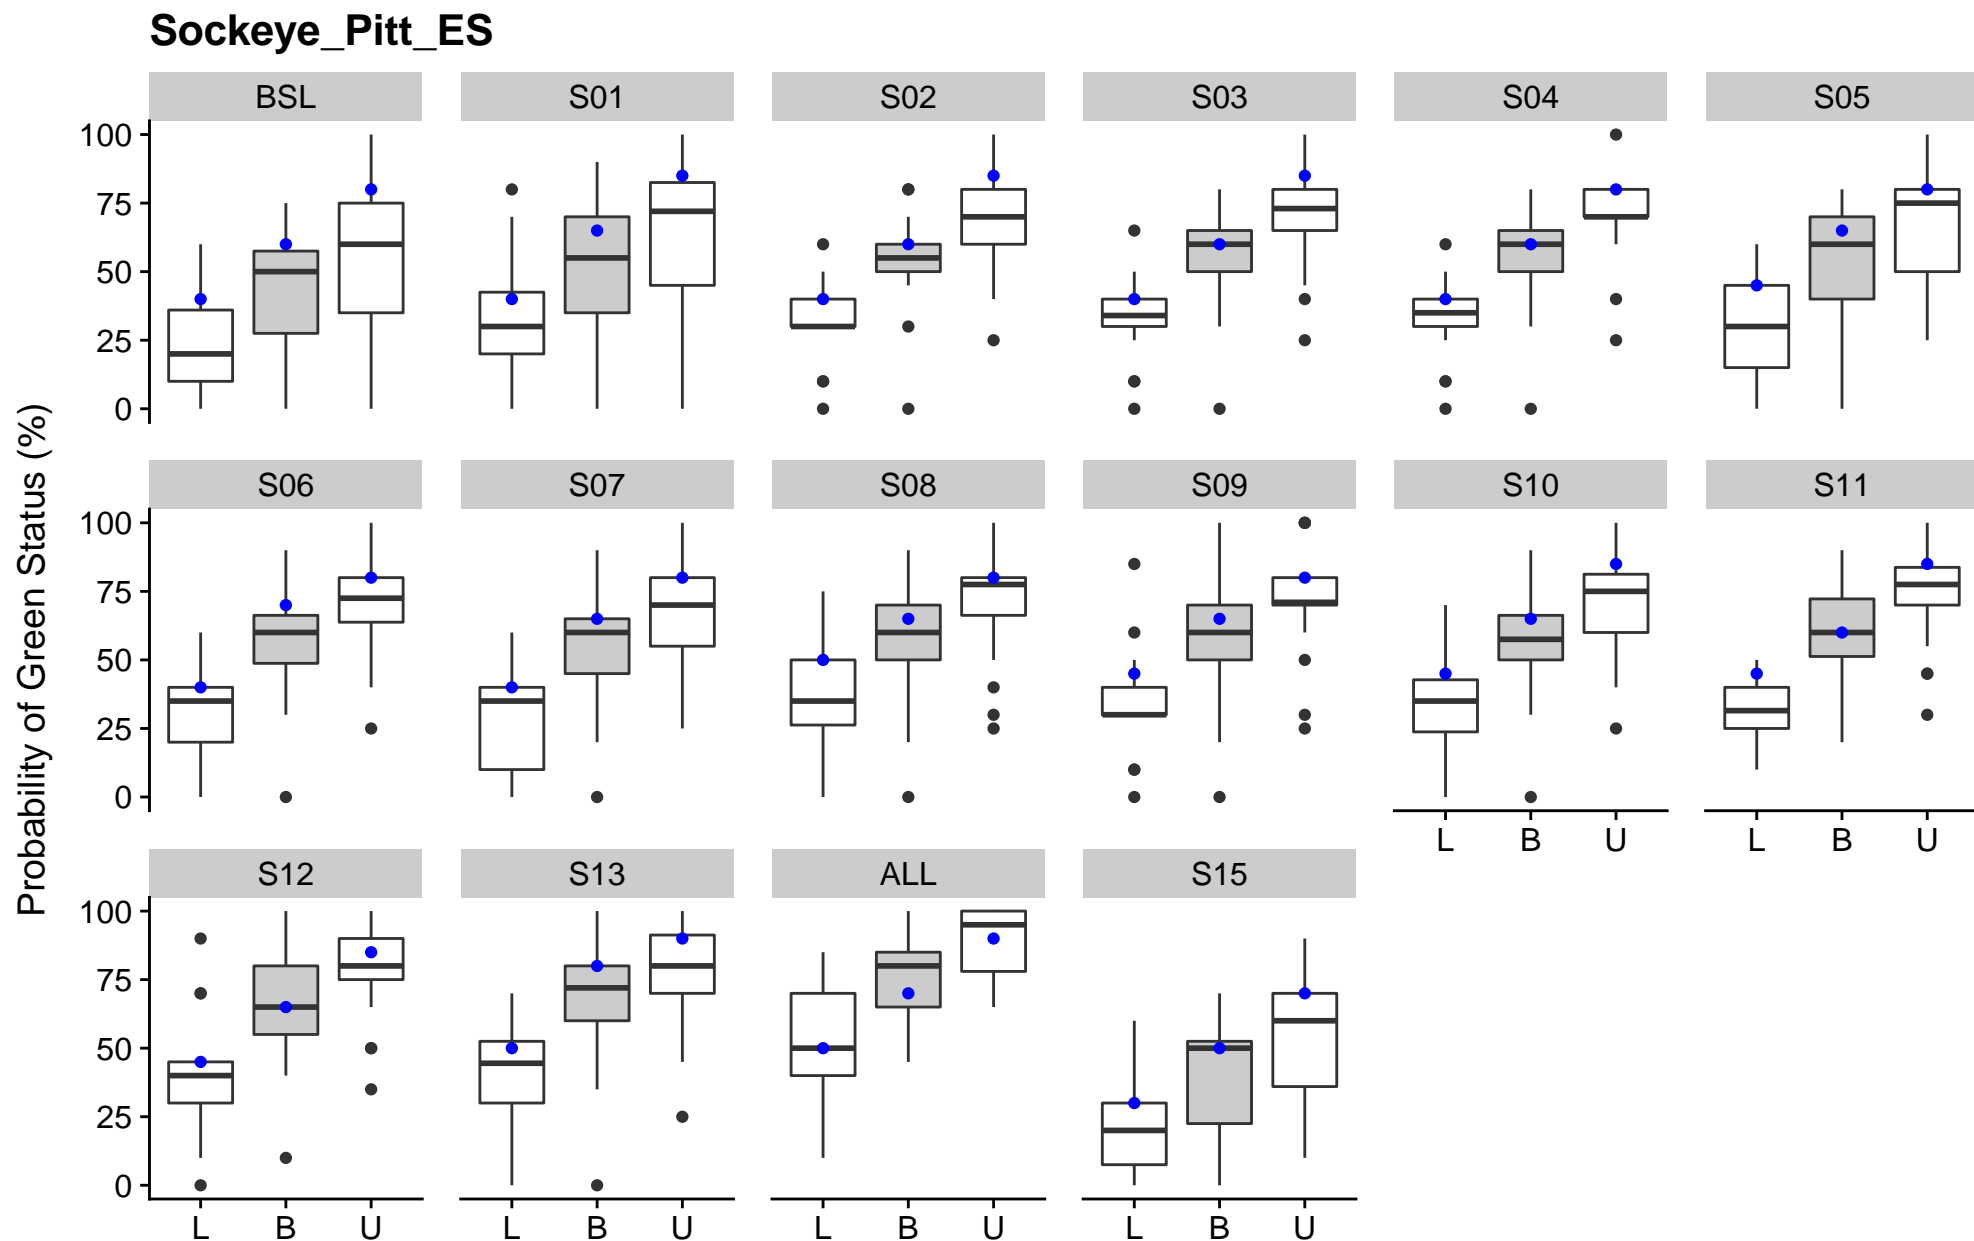 Sockeye_Pitt_ES
BSL S01 S02 S03 S04 S05
100
75
50
25
0
S06 S07 S08 S09 S10 S11
100
75
50
25
0
L B U L B U
S12 S13 ALL S15
100
75
50
25
0
L B U L B U L B U L B U
Probability of Green Status (%)